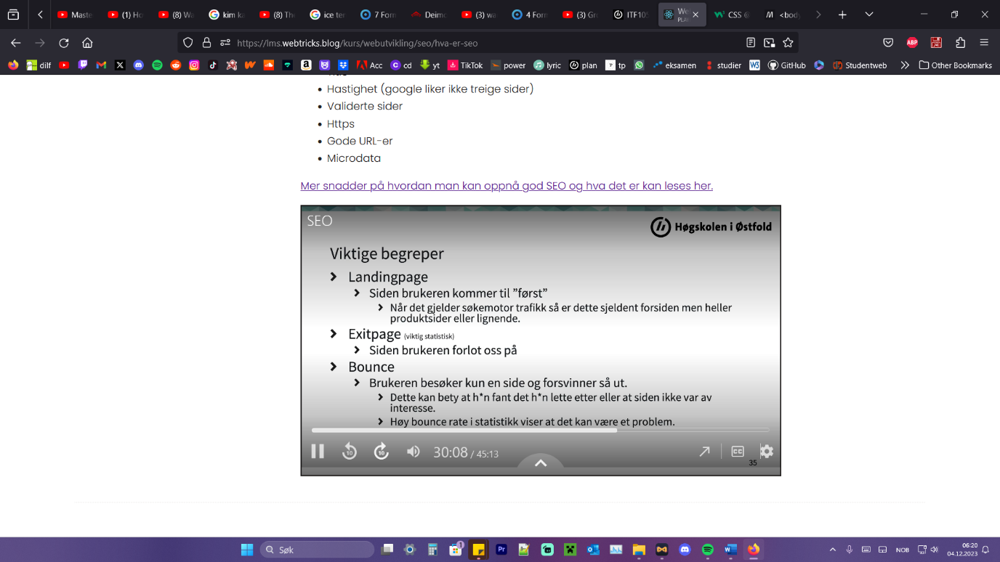 Maste
(1) Ho
(8) Wa
kim ka
(8) The
ice ter
7 Form
Deimo
(3) wa
4 Form
(3) Gro
ITF105
We
PLAY
CSS @
<body
https://lms.webtricks.blog/kurs/webutvikling/seo/hva-er-seo
dilf
Acc
cd
yt
TikTok
power
lyric
plan
tp
eksamen
studier
GitHub
Studentweb
Other Bookmarks
Hastighet (google liker ikke treige sider)
Validerte sider
Https
Gode URL-er
Microdata
Mer snadder på hvordan man kan oppnå god SEO og hva det er kan leses her.
SEO
Høgskolen i Østfold
Viktige begreper
Landingpage
Siden brukeren kommer til ”først”
Når det gjelder søkemotor trafikk så er dette sjeldent forsiden men heller
produktsider eller lignende.
Exitpage (viktig statistisk)
Siden brukeren forlot oss på
Bounce
Brukeren besøker kun en side og forsvinner så ut.
Dette kan bety at h*n fant det h*n lette etter eller at siden ikke var av
interesse.
Høy bounce rate i statistikk viser at det kan være et problem.
10
10
30:08 / 45:13
CC
35
Søk
1
NOB
06:20
04.12.2023